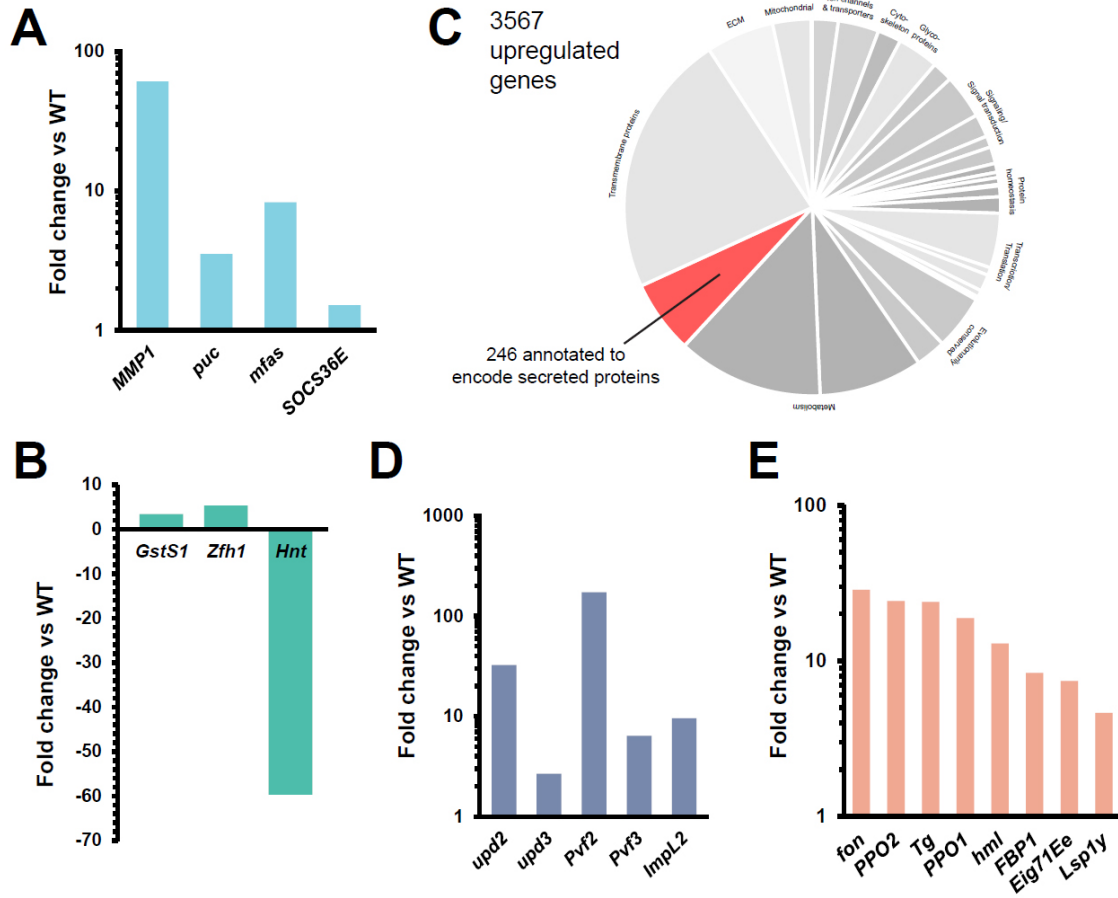 A
Fold change vs WT
100
10
1
MMP1
puc
mfas
SOCS36E
C
3567
upregulated
genes
ECM
Mitochondrial
channels
& transporters
Cyto-
skeleton
Glyco-
proteins
Signaling/
Signal transduction
Protein
homeostasis
Transcription/
Translation
Evolutionarily
conserved
Metabolism
Transmembrane proteins
246 annotated to
encode secreted proteins
B
Fold change vs WT
10
0
-10
-20
-30
-40
-50
-60
-70
GstS1
Zfh1
Hnt
D
Fold change vs WT
1000
100
10
1
upd2
upd3
Pvf2
Pvf3
ImpL2
E
Fold change vs WT
100
10
1
fon
PPO2
Tg
PPO1
hml
FBP1
Eig71Ee
Lsp1y